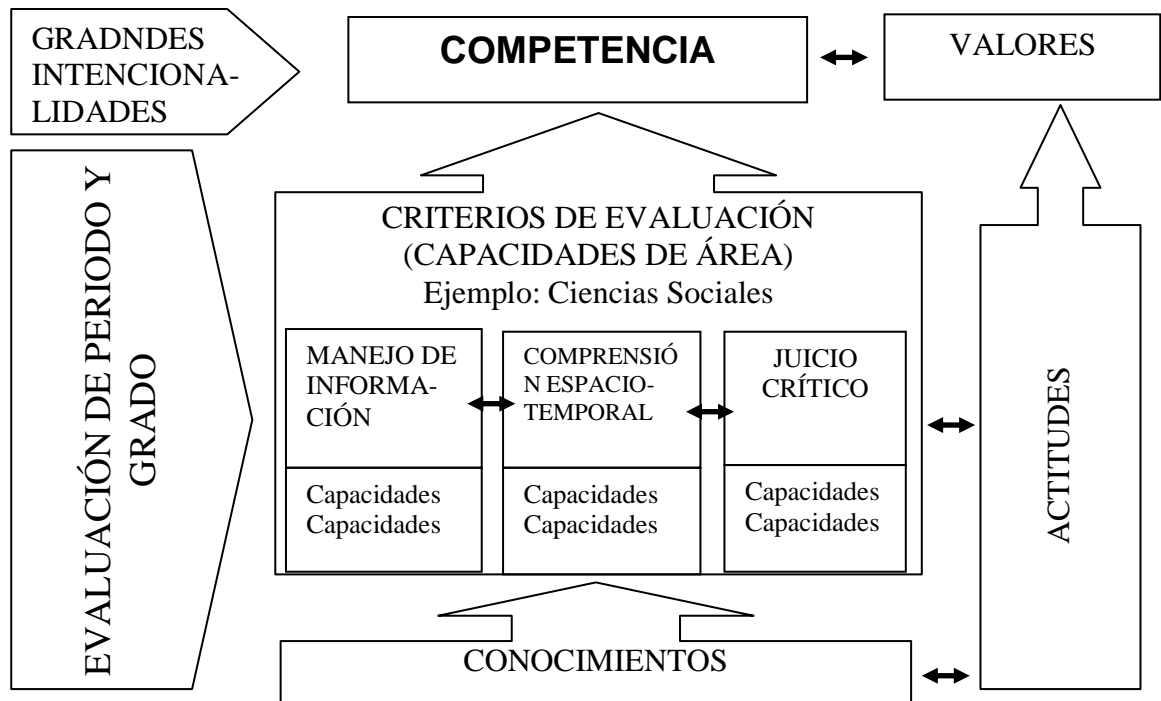 GRADNDES
INTENCIONA-
LIDADES
COMPETENCIA
VALORES
EVALUACIÓN DE PERIODO Y
GRADO
CRITERIOS DE EVALUACIÓN
(CAPACIDADES DE ÁREA)
Ejemplo: Ciencias Sociales
MANEJO DE
INFORMA-
CIÓN
COMPRENSIÓ
N ESPACIO-
TEMPORAL
JUICIO
CRÍTICO
Capacidades
Capacidades
Capacidades
Capacidades
Capacidades
Capacidades
ACTITUDES
CONOCIMIENTOS